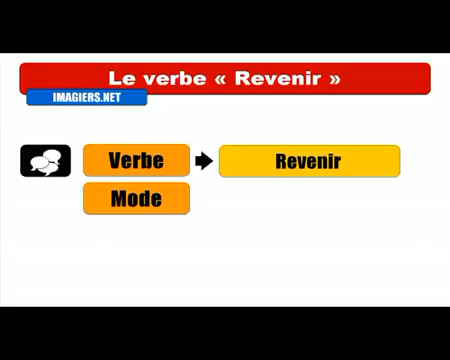 Le verbe « Revenir »
IMAGIERS.NET
Verbe
Revenir
Mode